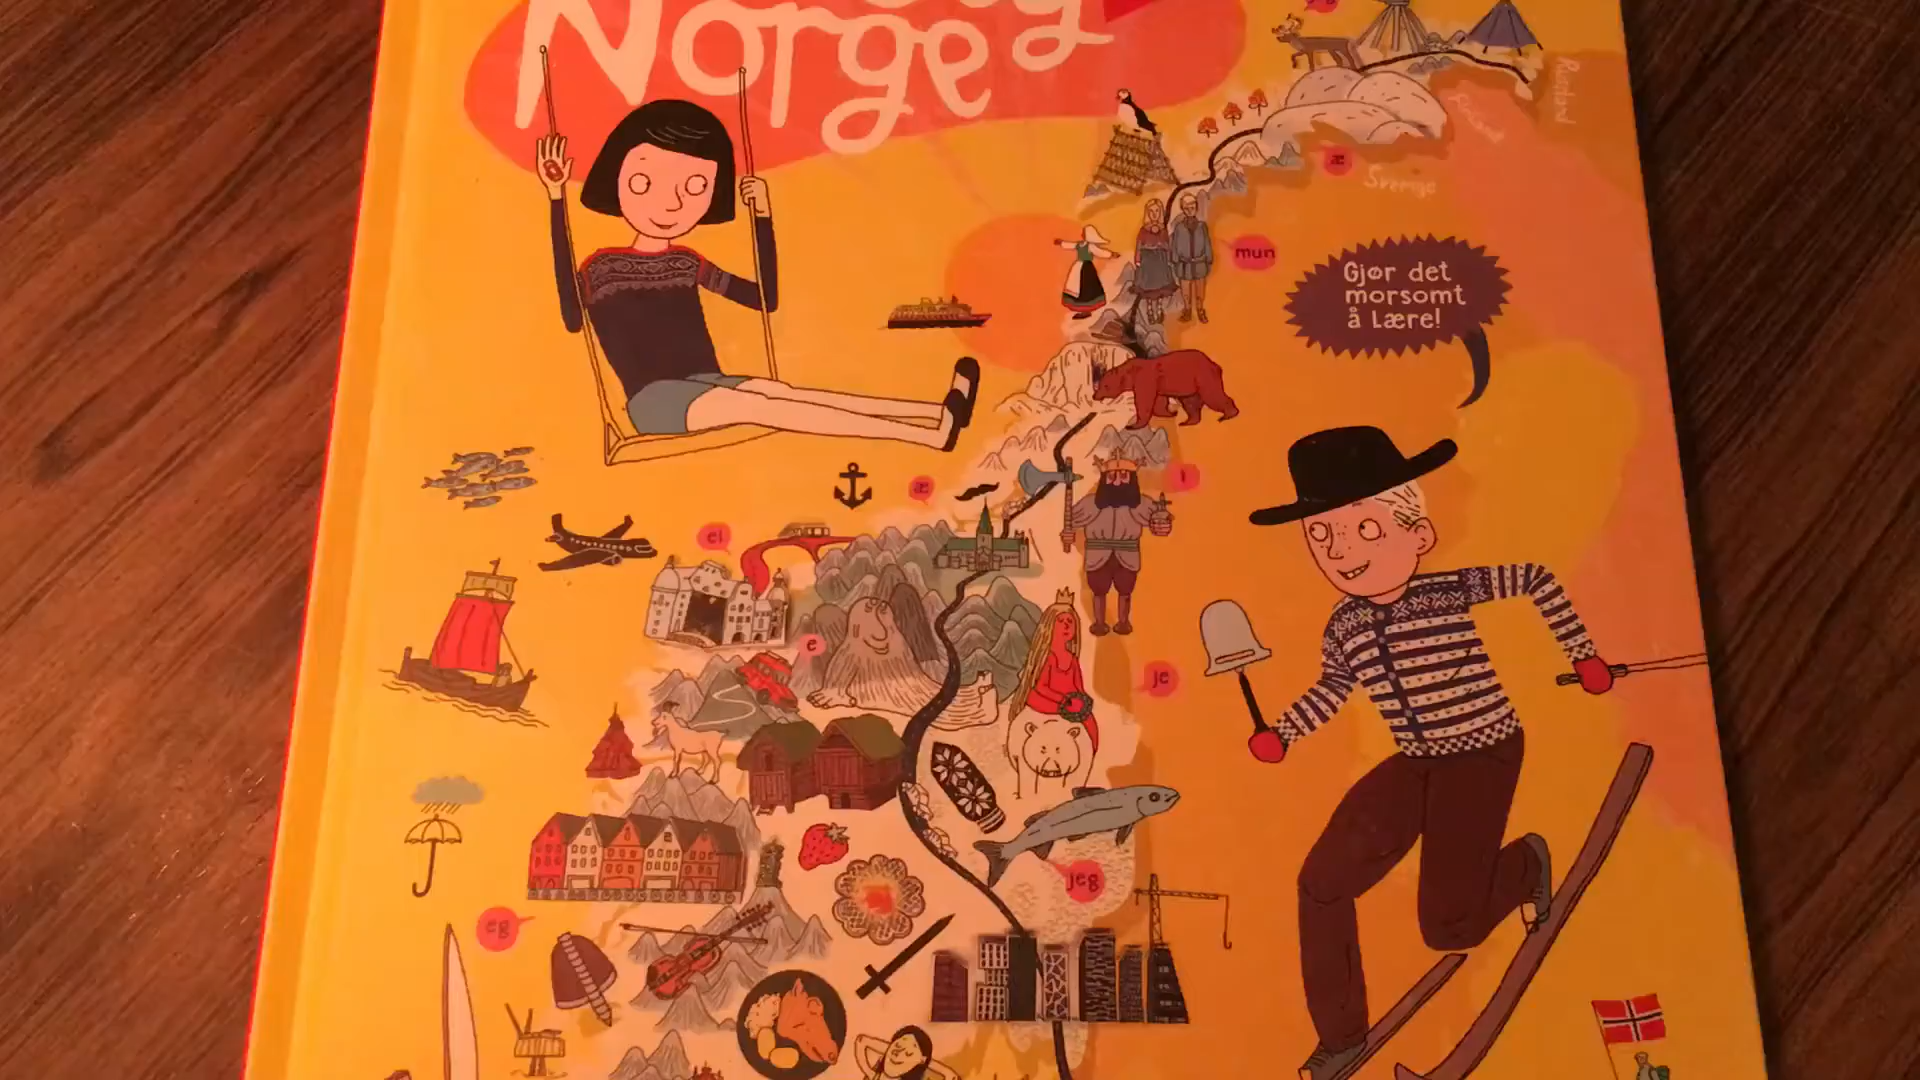 Norge
Russland
Finland
æ
Sverige
mun
Gjør det
morsomt
å Lære!
i
æ
ei
e
je
jeg
eg